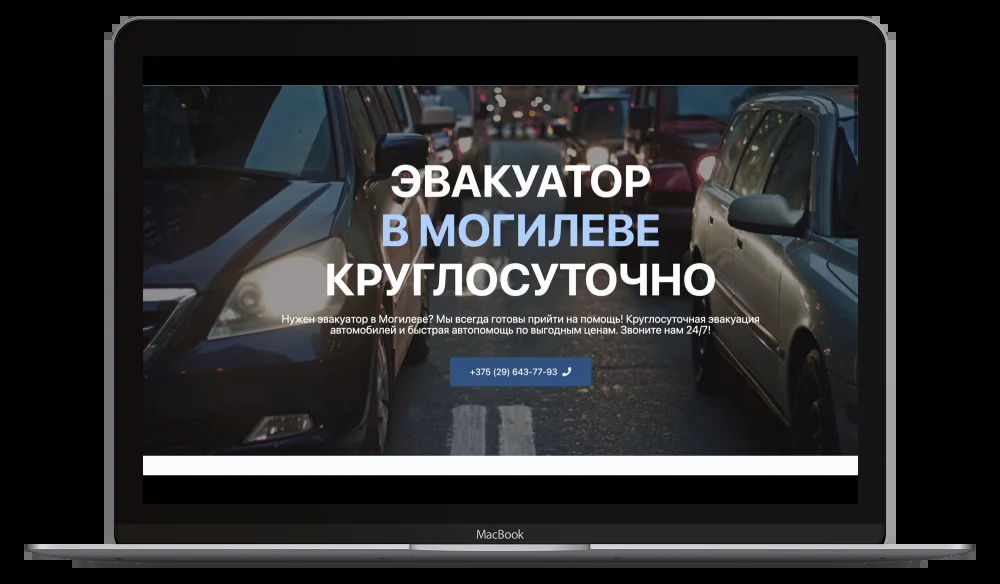 ЭВАКУАТОР
В МОГИЛЕВЕ
КРУГЛОСУТОЧНО
Нужен эвакуатор в Могилеве? Мы всегда готовы прийти на помощь! Круглосуточная эвакуация
автомобилей и быстрая автопомощь по выгодным ценам. Звоните нам 24/7!
+375 (29) 643-77-93
MacBook